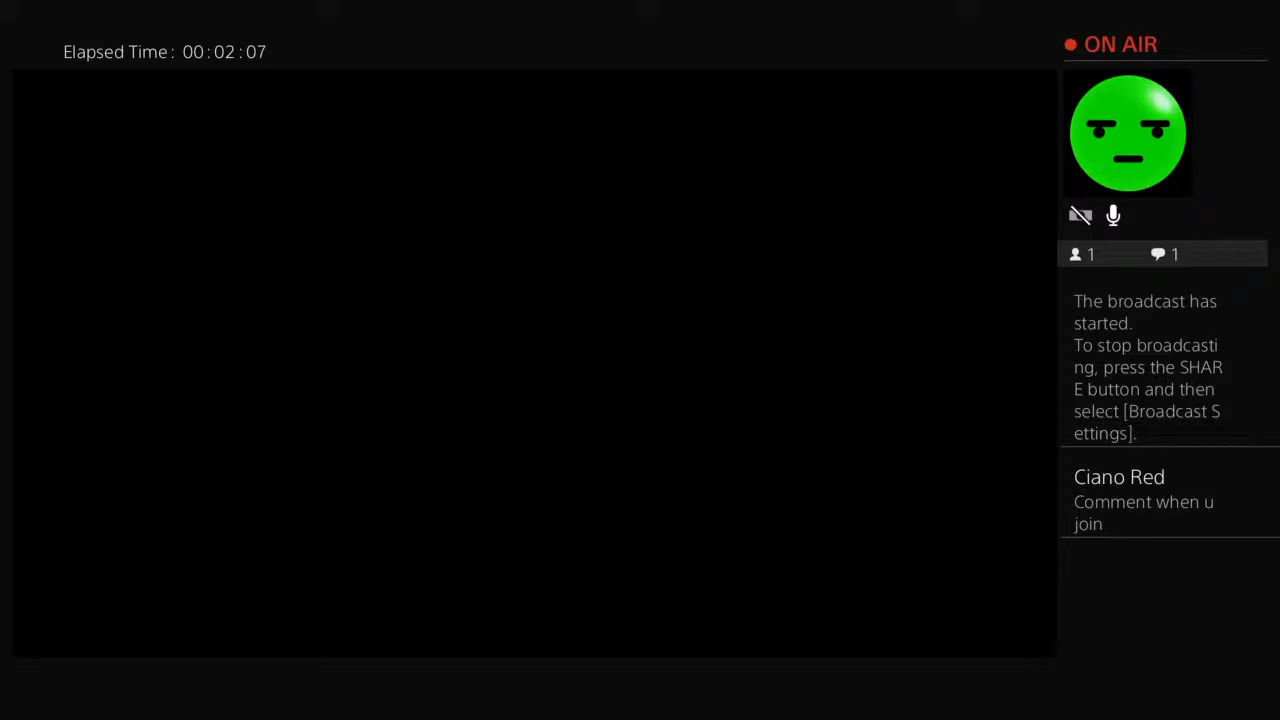 Elapsed Time: 00:02:07
ON AIR
1 1
The broadcast has
started.
To stop broadcasti
ng, press the SHAR
E button and then
select [Broadcast S
ettings].
Ciano Red
Comment when u
join